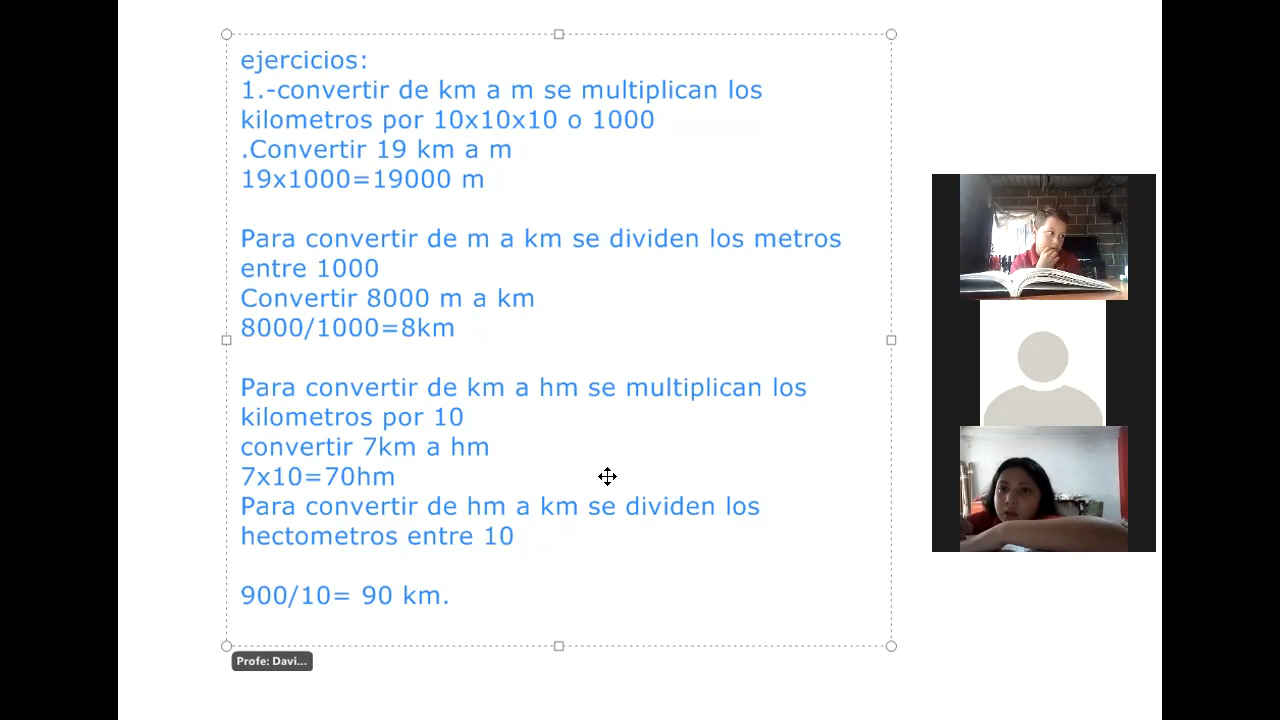 ejercicios:
1.-convertir de km a m se multiplican los
kilometros por 10x10x10 o 1000
.Convertir 19 km a m
19x1000=19000 m
Para convertir de m a km se dividen los metros
entre 1000
Convertir 8000 m a km
8000/1000=8km
Para convertir de km a hm se multiplican los
kilometros por 10
convertir 7km a hm
7x10=70hm
Para convertir de hm a km se dividen los
hectometros entre 10
900/10= 90 km.
Profe: Davi...